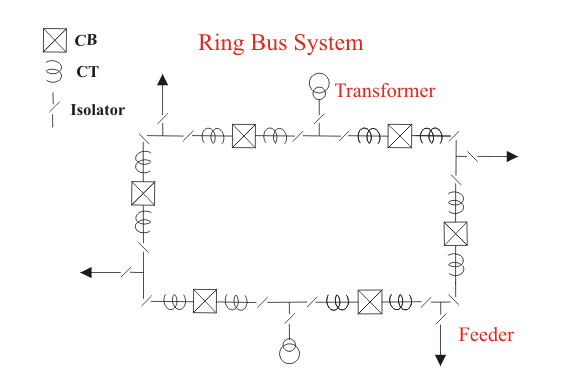 Ring Bus System
CB
CT
Isolator
Transformer
Feeder